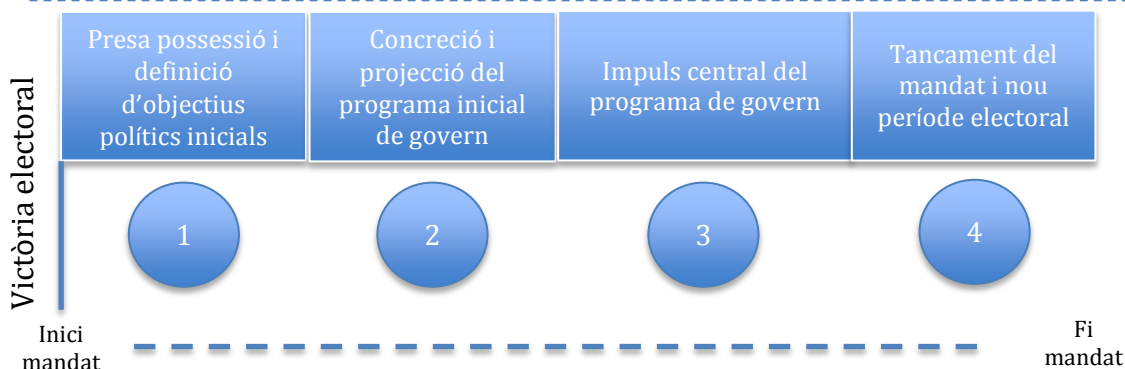 Victòria electoral
Presa possessió i
definició
d'objectius
polítics inicials
Concreció i
projecció del
programa inicial
de govern
Impuls central del
programa de govern
Tancament del
mandat i nou
període electoral
1
2
3
4
Inici
mandat
Fi
mandat